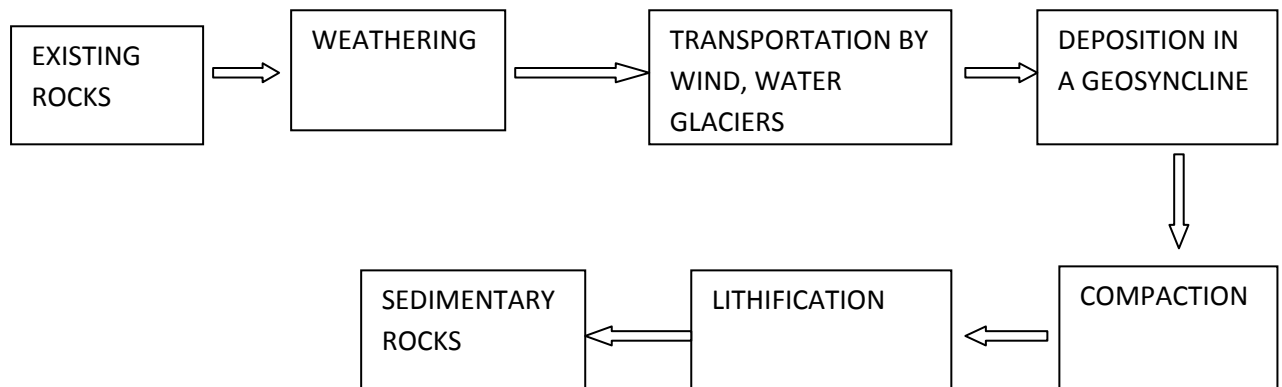 EXISTING
ROCKS
WEATHERING
TRANSPORTATION BY
WIND, WATER
GLACIERS
DEPOSITION IN
A GEOSYNCLINE
COMPACTION
LITHIFICATION
SEDIMENTARY
ROCKS